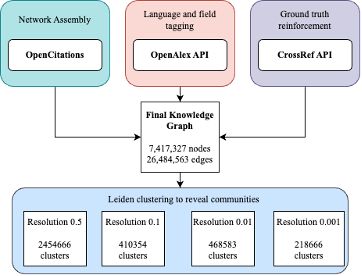 Network Assembly
OpenCitations
Language and field
tagging
OpenAlex API
Ground truth
reinforcement
CrossRef API
Final Knowledge
Graph
7,417,327 nodes
26,484,563 edges
Leiden clustering to reveal communities
Resolution 0.5
2454666
clusters
Resolution 0.1
410354
clusters
Resolution 0.01
468583
clusters
Resolution 0.001
218666
clusters